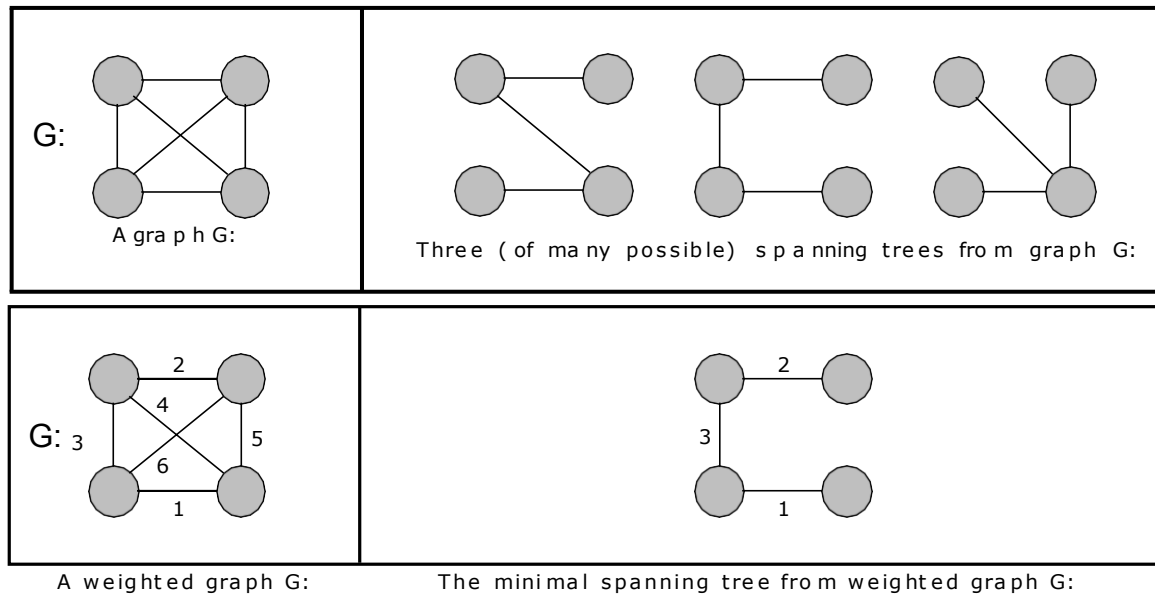 G:
A graph G:
Three (of many possible) spanning trees from graph G:
2
4
G: 3
5
6
1
2
3
1
A weighted graph G:
The minimal spanning tree from weighted graph G: